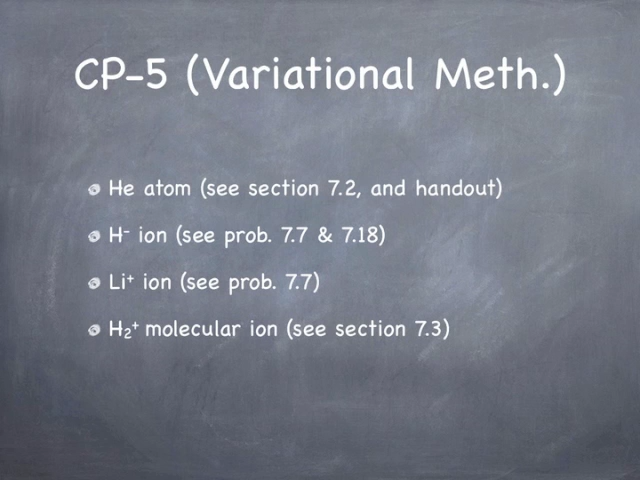 CP-5 (Variational Meth.)
He atom (see section 7.2, and handout)
H⁻ ion (see prob. 7.7 & 7.18)
Li⁺ ion (see prob. 7.7)
H₂⁺ molecular ion (see section 7.3)